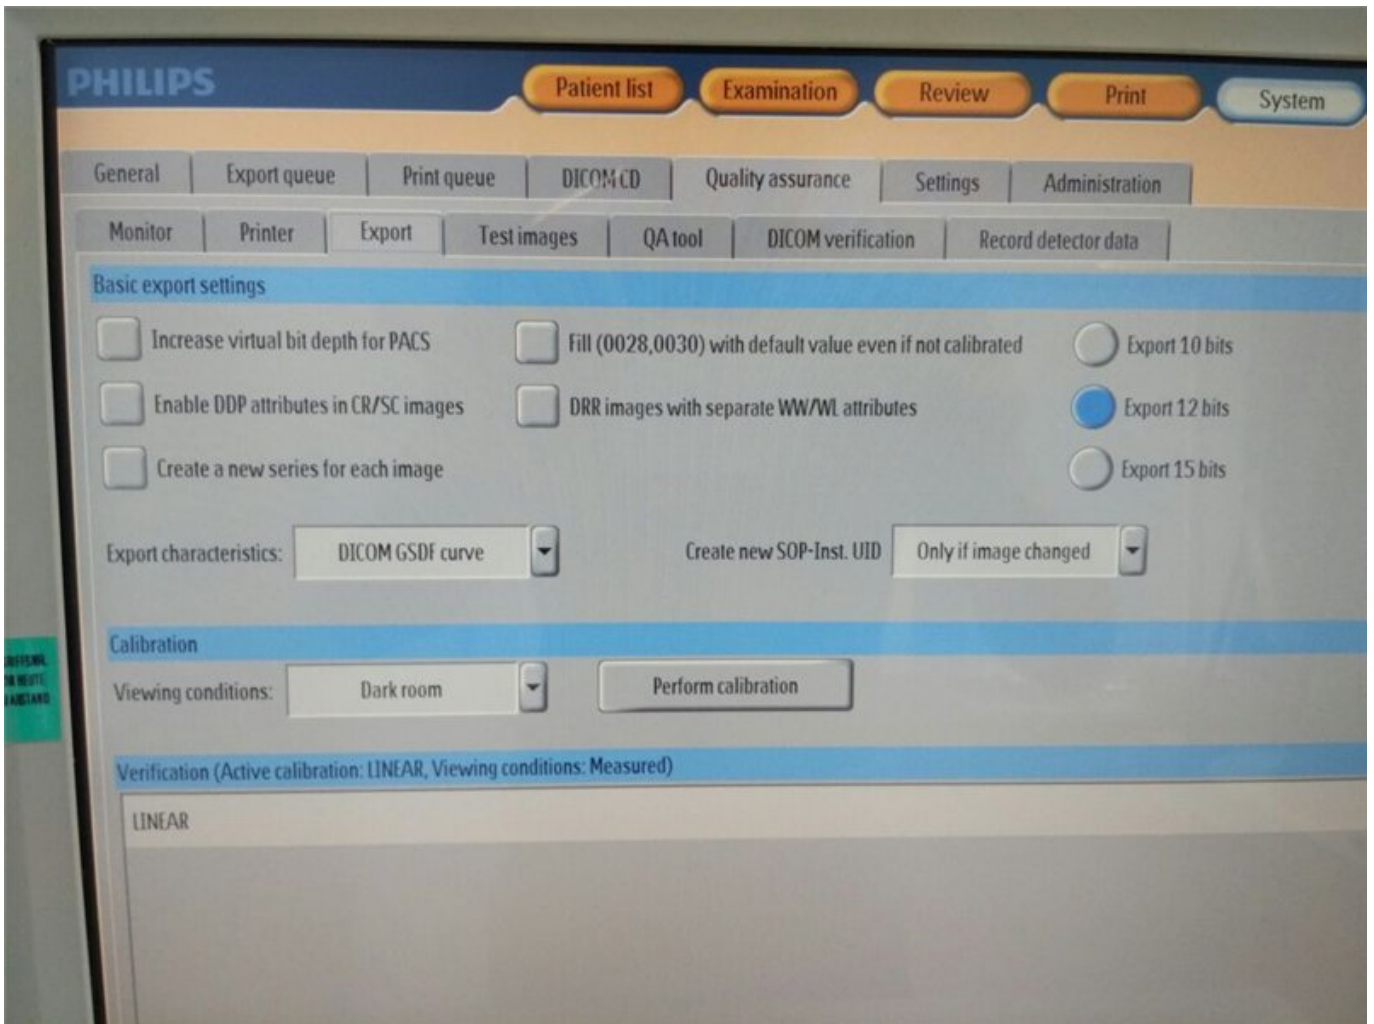 PHILIPS
Patient list Examination Review Print System
General Export queue Print queue DICOM CD Quality assurance Settings Administration
Monitor Printer Export Test images QA tool DICOM verification Record detector data
Basic export settings
Increase virtual bit depth for PACS Fill (0028,0030) with default value even if not calibrated Export 10 bits
Enable DDP attributes in CR/SC images DRR images with separate WW/WL attributes Export 12 bits
Create a new series for each image Export 15 bits
Export characteristics: DICOM GSDF curve Create new SOP-Inst. UID Only if image changed
Calibration
Viewing conditions: Dark room Perform calibration
Verification (Active calibration: LINEAR, Viewing conditions: Measured)
LINEAR